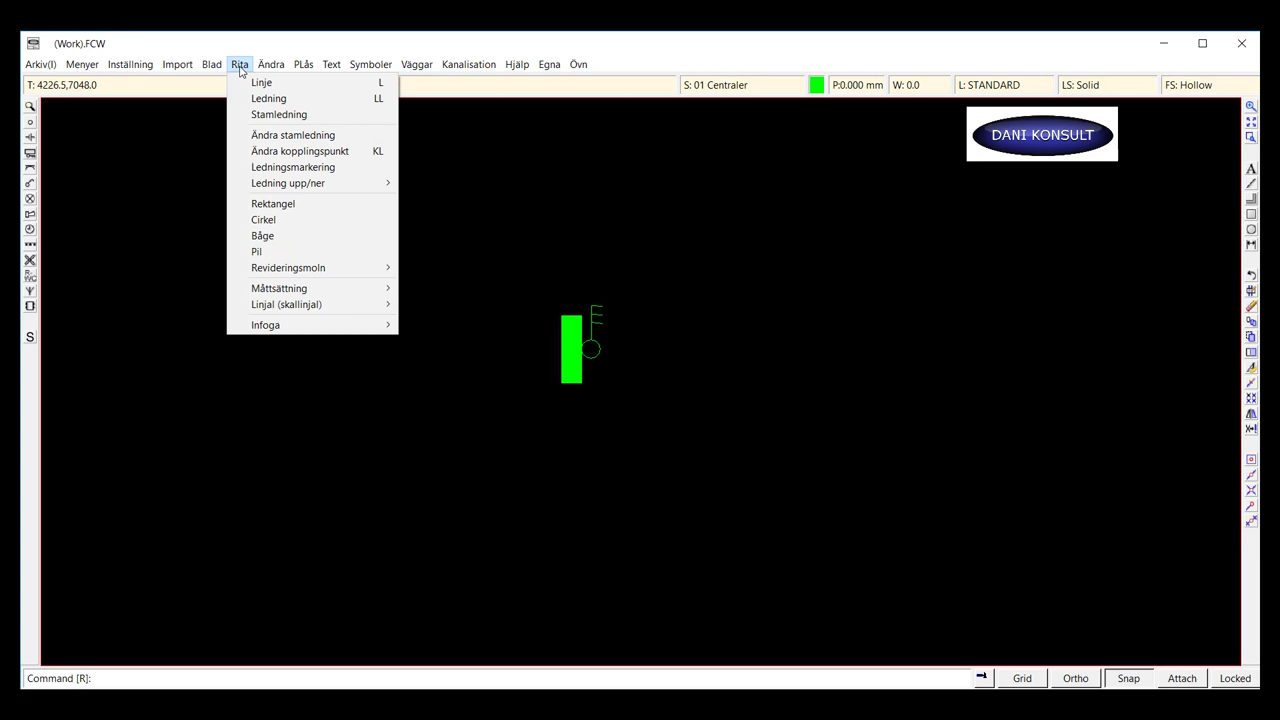 (Work).FCW
Arkiv(I) Menyer Inställning Import Blad Rita Ändra PLås Text Symboler Väggar Kanalisation Hjälp Egna Övn
T: 4226.5,7048.0 S: 01 Centraler P:0.000 mm W: 0.0 L: STANDARD LS: Solid FS: Hollow
Linje L
Ledning LL
Stamledning
Ändra stamledning
Ändra kopplingspunkt KL
Ledningsmarkering
Ledning upp/ner
Rektangel
Cirkel
Båge
Pil
Revideringsmoln
Måttsättning
Linjal (skallinjal)
Infoga
DANI KONSULT
A
S
Command [R]: Grid Ortho Snap Attach Locked